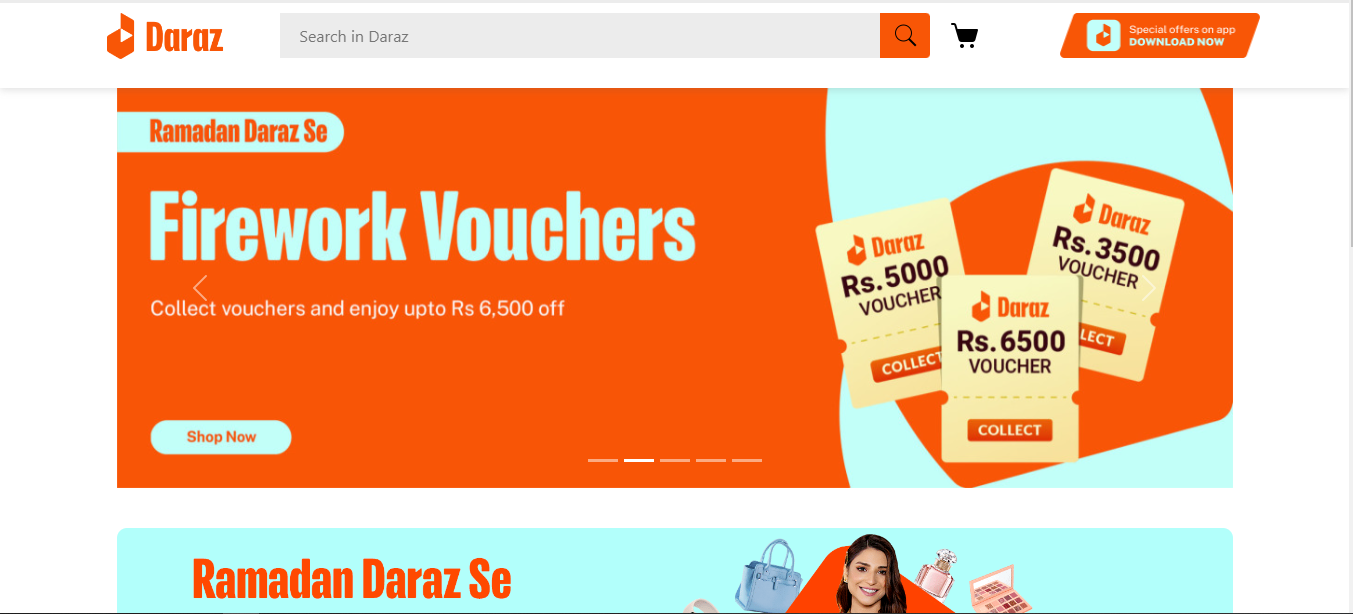 Daraz
Search in Daraz
Special offers on app
DOWNLOAD NOW
Ramadan Daraz Se
Firework Vouchers
Collect vouchers and enjoy upto Rs 6,500 off
Shop Now
Daraz
Rs. 5000
VOUCHER
COLLECT
Daraz
Rs. 3500
VOUCHER
LECT
Daraz
Rs. 6500
VOUCHER
COLLECT
Ramadan Daraz Se